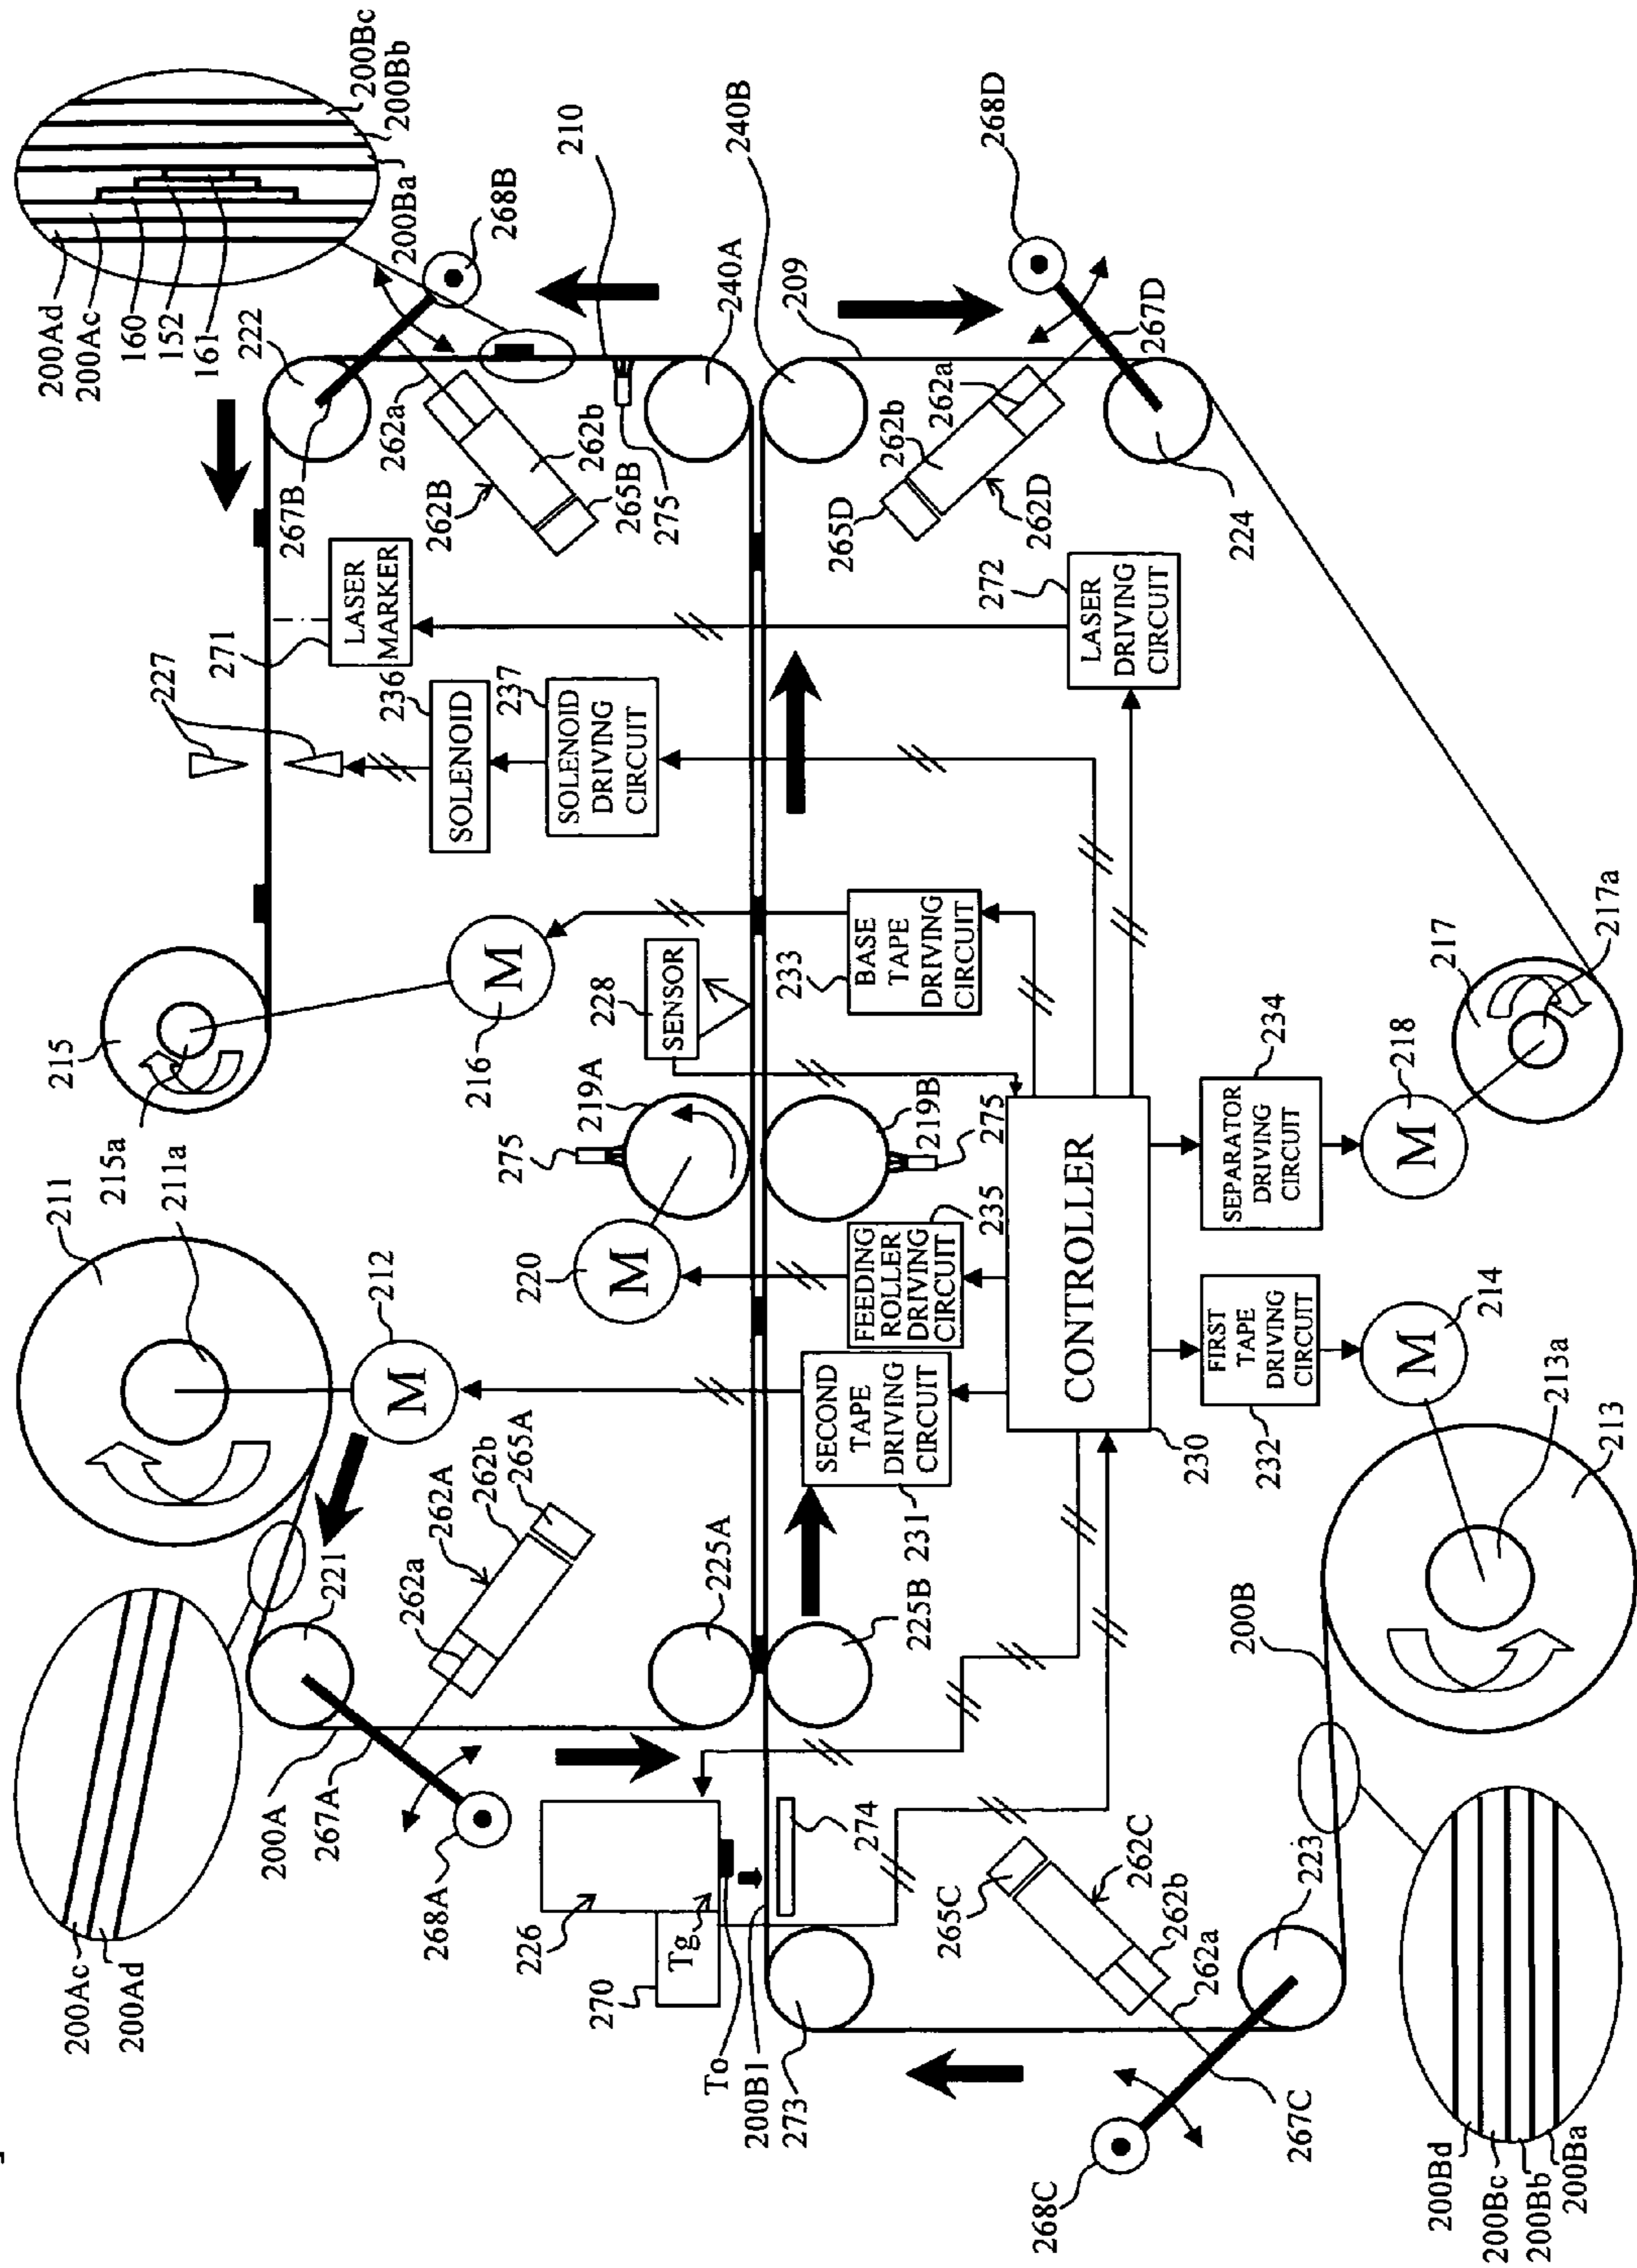 268C
200Bd
200Bc
200Bb
200Ba
267C
273
200B1
To
270
Tg
226
268A
267A
200A
200Ac
200Ad
223
262a
262b
262C
265C
274
213
213a
214
200B
225B
225A
221
262a
262A
262b
265A
212
211
211a
215a
215
FIRST
TAPE
DRIVING
CIRCUIT
232
230
CONTROLLER
231
SECOND
TAPE
DRIVING
CIRCUIT
FEEDING
ROLLER
DRIVING
CIRCUIT
235
220
M
M
M
275
219A
219B
275
SEPARATOR
DRIVING
CIRCUIT
234
218
M
217
217a
SENSOR
228
216
M
BASE
TAPE
DRIVING
CIRCUIT
233
SOLENOID
236
SOLENOID
DRIVING
CIRCUIT
237
227
271
LASER
MARKER
LASER
DRIVING
CIRCUIT
272
267B
222
262a
262B
262b
265B
275
265D
262b
262a
262D
224
267D
268D
209
240B
240A
210
268B
200Ba
200Ad
200Ac
160
152
161
200Bc
200Bb